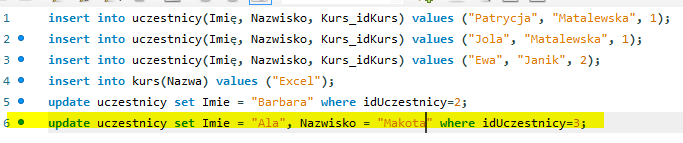 1 insert into uczestnicy(Imię, Nazwisko, Kurs_idKurs) values ("Patrycja", "Matalewska", 1);
2 insert into uczestnicy(Imię, Nazwisko, Kurs_idKurs) values ("Jola", "Matalewska", 1);
3 insert into uczestnicy(Imię, Nazwisko, Kurs_idKurs) values ("Ewa", "Janik", 2);
4 insert into kurs(Nazwa) values ("Excel");
5 update uczestnicy set Imie = "Barbara" where idUczestnicy=2;
6 update uczestnicy set Imie = "Ala", Nazwisko = "Makota" where idUczestnicy=3;